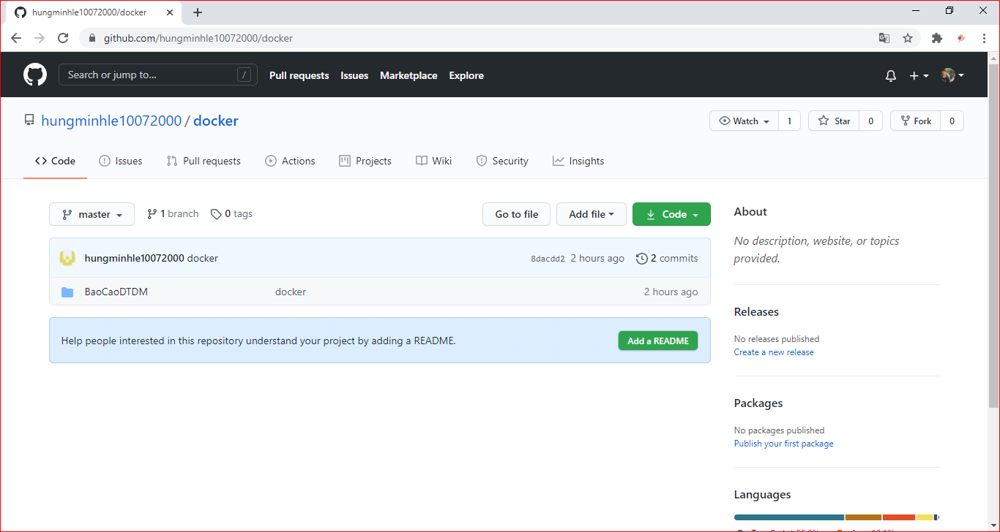 hungminhle10072000/docker
github.com/hungminhle10072000/docker
Search or jump to... / Pull requests Issues Marketplace Explore
hungminhle10072000 / docker Watch 1 Star 0 Fork 0
Code Issues Pull requests Actions Projects Wiki Security Insights
master 1 branch 0 tags Go to file Add file Code
hungminhle10072000 docker 8dacdd2 2 hours ago 2 commits
BaoCaoDTDM docker 2 hours ago
Help people interested in this repository understand your project by adding a README. Add a README
About
No description, website, or topics
provided.
Releases
No releases published
Create a new release
Packages
No packages published
Publish your first package
Languages